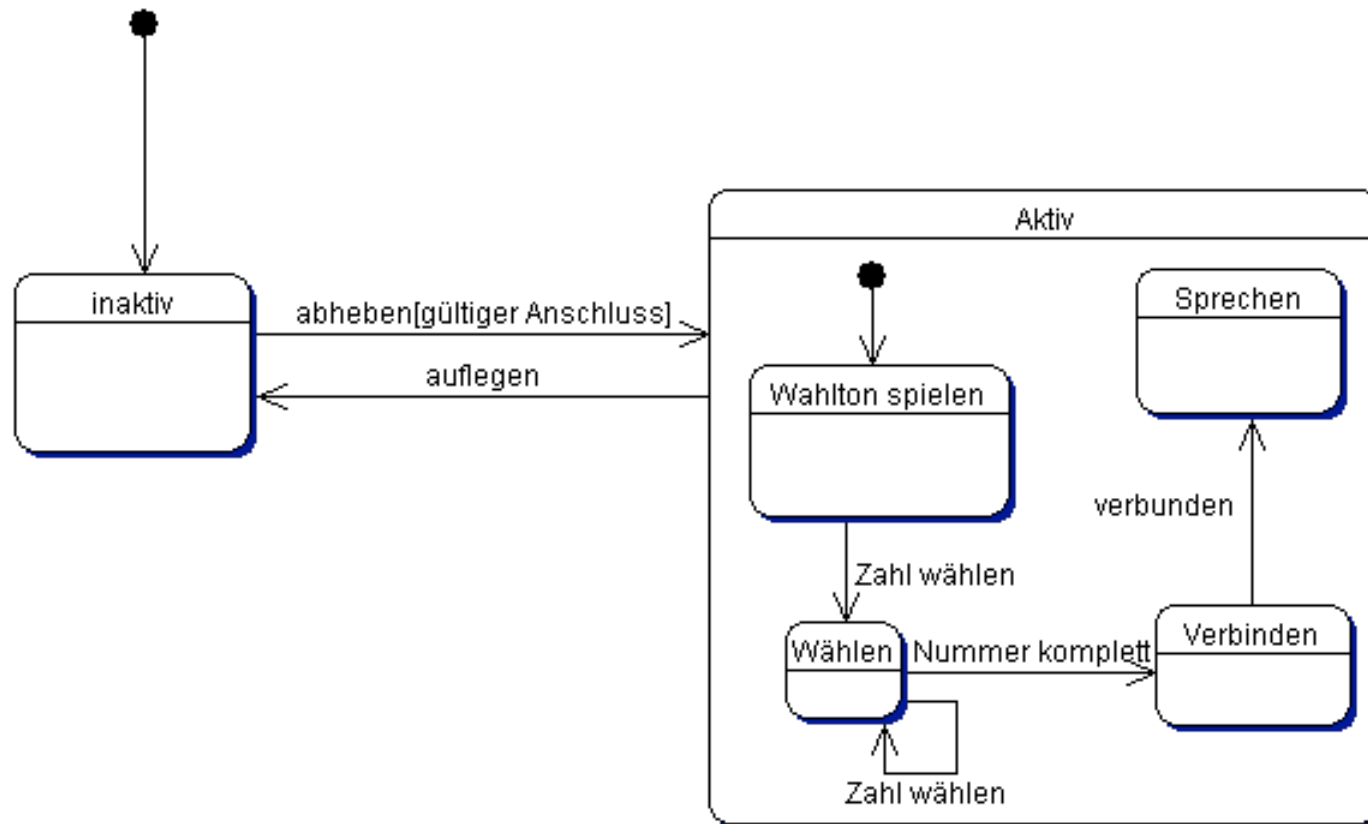 Aktiv
inaktiv
abheben[gültiger Anschluss]
auflegen
Sprechen
Wahlton spielen
verbunden
Zahl wählen
Wählen
Nummer komplett
Verbinden
Zahl wählen